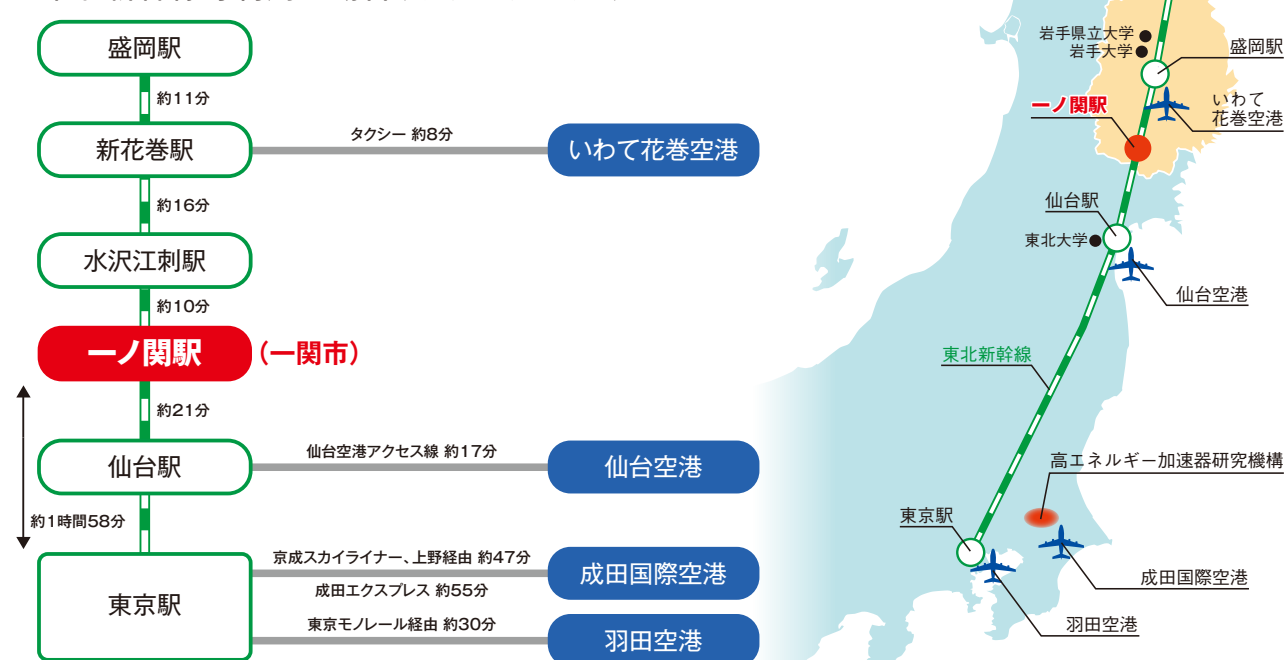 盛岡駅
約11分
新花巻駅
タクシー 約8分
いわて花巻空港
約16分
水沢江刺駅
約10分
一ノ関駅
(一関市)
約21分
仙台駅
仙台空港アクセス線 約17分
仙台空港
約1時間58分
東京駅
京成スカイライナー、上野経由 約47分
成田エクスプレス 約55分
成田国際空港
東京モノレール経由 約30分
羽田空港
岩手県立大学
岩手大学
盛岡駅
一ノ関駅
いわて
花巻空港
仙台駅
東北大学
仙台空港
東北新幹線
高エネルギー加速器研究機構
東京駅
成田国際空港
羽田空港